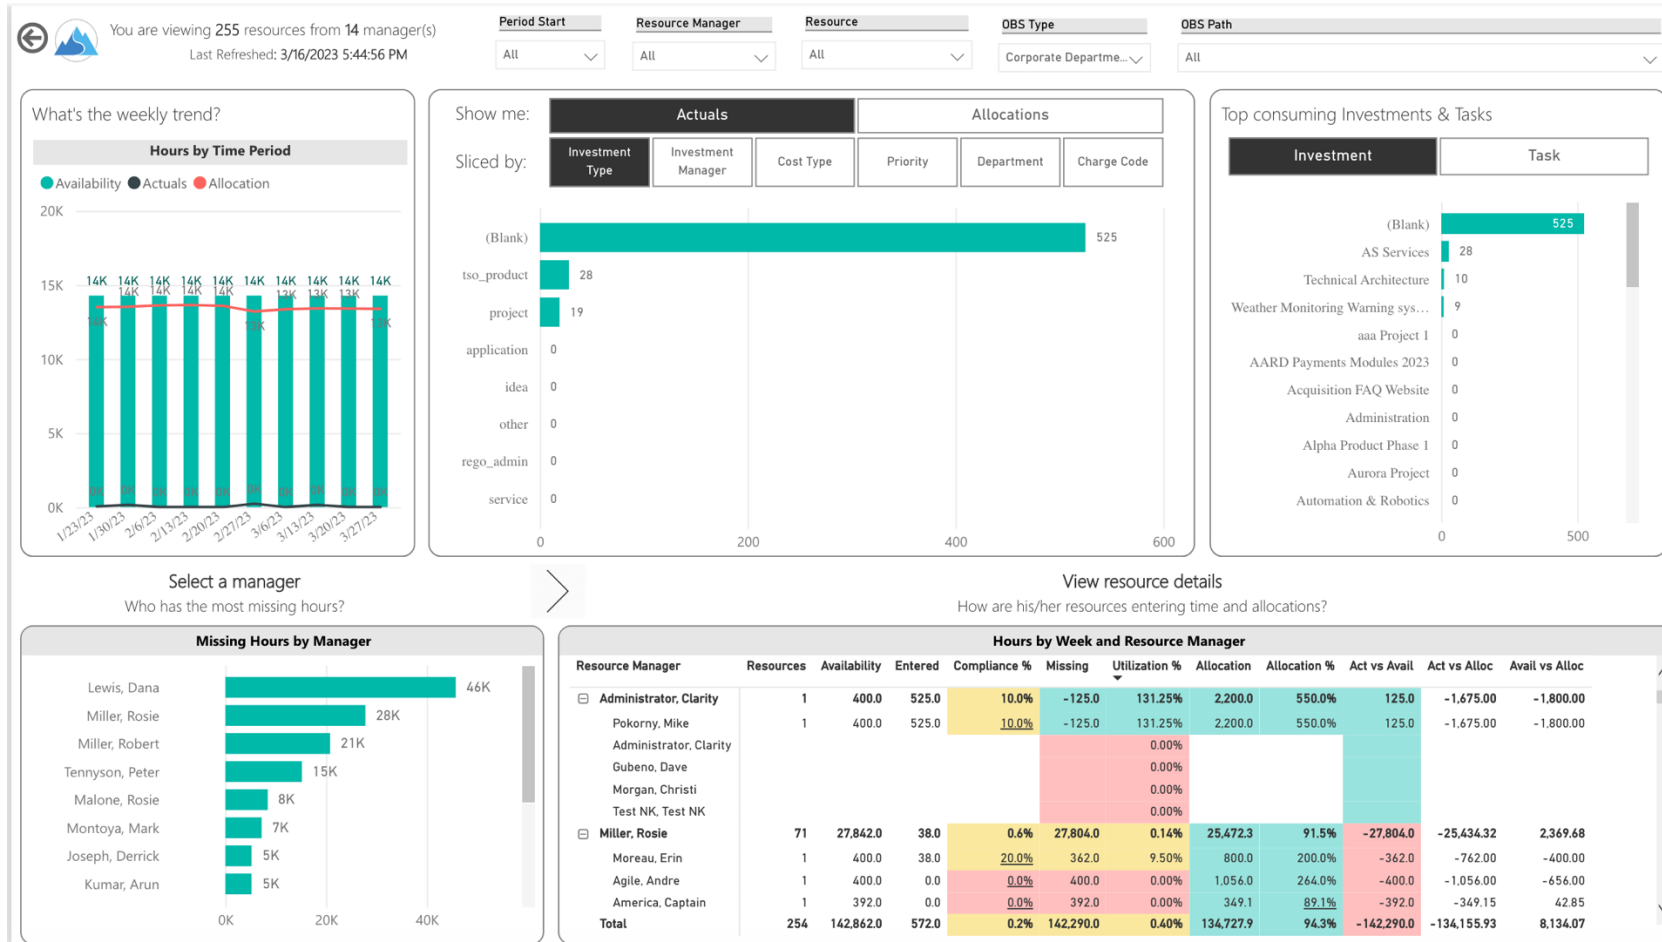 You are viewing 255 resources from 14 manager(s)
Last Refreshed: 3/16/2023 5:44:56 PM
Period Start
All
Resource Manager
All
Resource
All
OBS Type
Corporate Departme...
OBS Path
All
What's the weekly trend?
Hours by Time Period
Availability Actuals Allocation
20K
15K
10K
5K
0K
14K 14K 14K 14K 14K 14K 14K 14K 14K 14K
14K 14K 14K 14K 13K 13K 13K
14K 13K 13K
0K 0K 0K 0K 0K 0K 0K 0K 0K 0K
1/23/23 1/30/23 2/6/23 2/13/23 2/20/23 2/27/23 3/6/23 3/13/23 3/20/23 3/27/23
Show me:
Actuals
Allocations
Sliced by:
Investment
Type
Investment
Manager
Cost Type
Priority
Department
Charge Code
(Blank) 525
tso_product 28
project 19
application 0
idea 0
other 0
rego_admin 0
service 0
0 200 400 600
Top consuming Investments & Tasks
Investment
Task
(Blank) 525
AS Services 28
Technical Architecture 10
Weather Monitoring Warning sys... 9
aaa Project 1 0
AARD Payments Modules 2023 0
Acquisition FAQ Website 0
Administration 0
Alpha Product Phase 1 0
Aurora Project 0
Automation & Robotics 0
0 500
Select a manager
Who has the most missing hours?
Missing Hours by Manager
Lewis, Dana 46K
Miller, Rosie 28K
Miller, Robert 21K
Tennyson, Peter 15K
Malone, Rosie 8K
Montoya, Mark 7K
Joseph, Derrick 5K
Kumar, Arun 5K
0K 20K 40K
View resource details
How are his/her resources entering time and allocations?
Hours by Week and Resource Manager
Resource Manager Resources Availability Entered Compliance % Missing Utilization % Allocation Allocation % Act vs Avail Act vs Alloc Avail vs Alloc
Administrator, Clarity 1 400.0 525.0 10.0% -125.0 131.25% 2,200.0 550.0% 125.0 -1,675.00 -1,800.00
Pokorny, Mike 1 400.0 525.0 10.0% -125.0 131.25% 2,200.0 550.0% 125.0 -1,675.00 -1,800.00
Administrator, Clarity 0.00%
Gubeno, Dave 0.00%
Morgan, Christi 0.00%
Test NK, Test NK 0.00%
Miller, Rosie 71 27,842.0 38.0 0.6% 27,804.0 0.14% 25,472.3 91.5% -27,804.0 -25,434.32 2,369.68
Moreau, Erin 1 400.0 38.0 20.0% 362.0 9.50% 800.0 200.0% -362.0 -762.00 -400.00
Agile, Andre 1 400.0 0.0 0.0% 400.0 0.00% 1,056.0 264.0% -400.0 -1,056.00 -656.00
America, Captain 1 392.0 0.0 0.0% 392.0 0.00% 349.1 89.1% -392.0 -349.15 42.85
Total 254 142,862.0 572.0 0.2% 142,290.0 0.40% 134,727.9 94.3% -142,290.0 -134,155.93 8,134.07